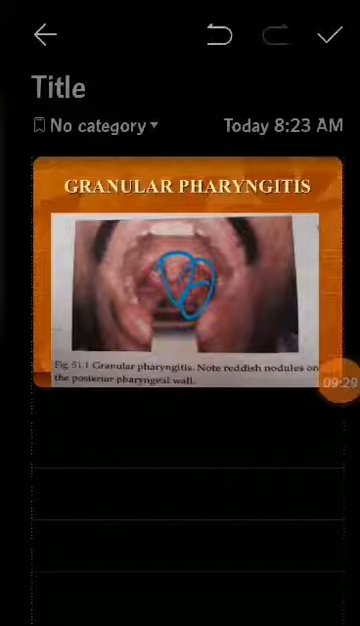 Title
No category
Today 8:23 AM
GRANULAR PHARYNGITIS
Fig. 51.1 Granular pharyngitis. Note reddish nodules on
the posterior pharyngeal wall.
09:29